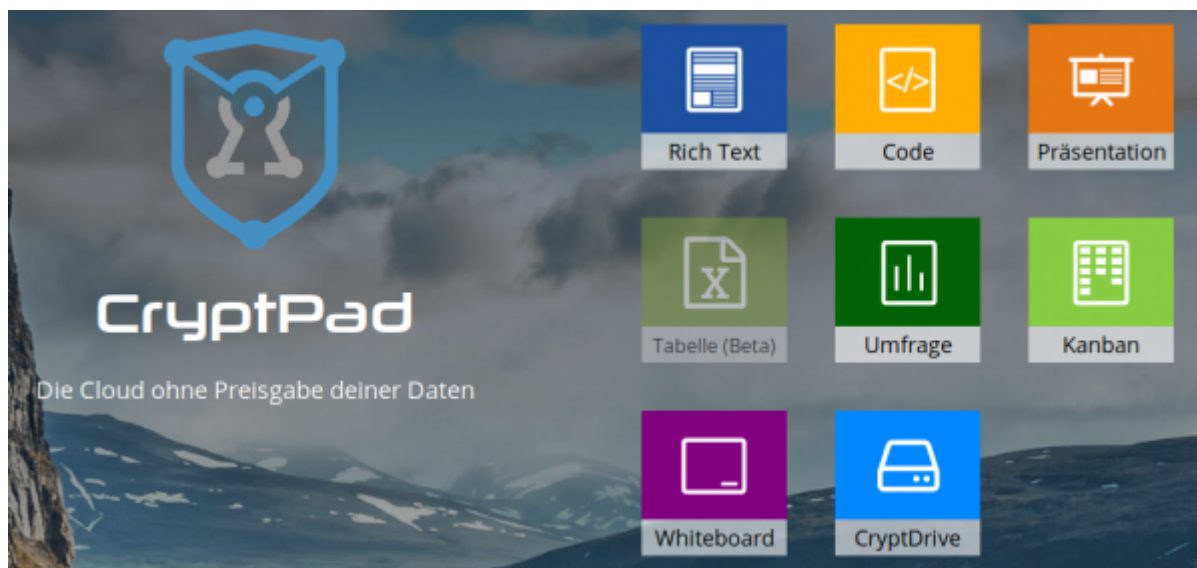 CryptPad
Die Cloud ohne Preisgabe deiner Daten
Rich Text
</>
Code
Präsentation
X
Tabelle (Beta)
Umfrage
Kanban
Whiteboard
CryptDrive